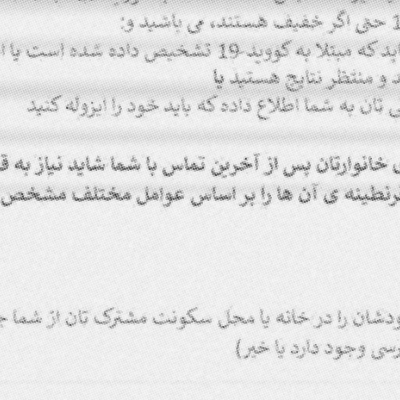 1 حتی اگر خفیف هستند، می باشید و:
اید که مبتلا به کووید-19 تشخیص داده شده است یا
د و منتظر نتایج هستید یا
ی تان به شما اطلاع داده که باید خود را ایزوله کنید
ی خانوارتان پس از آخرین تماس با شما شاید نیاز به
قرنطینه ی آن ها را بر اساس عوامل مختلف مشخص
ودشان را در خانه یا محل سکونت مشترک تان از شما
رسی وجود دارد یا خیر)